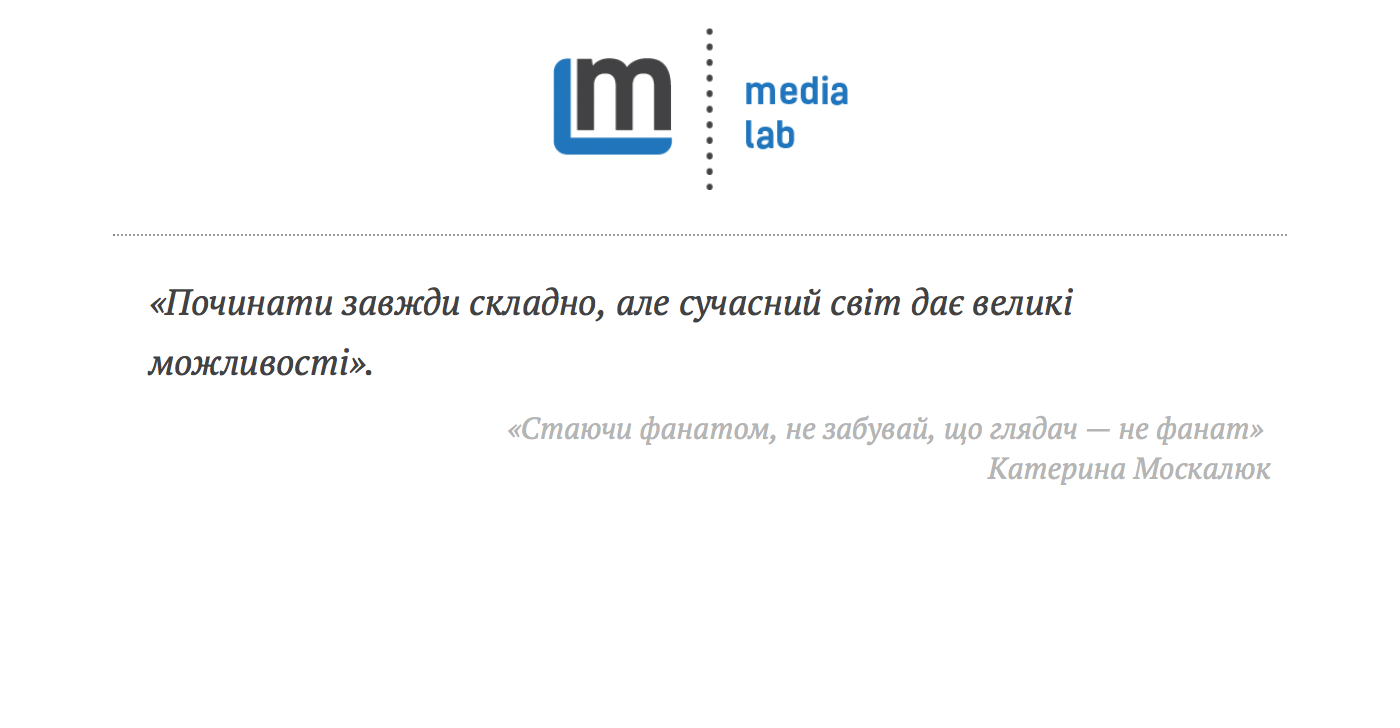 m
media
lab
«Починати завжди складно, але сучасний світ дає великі
можливості».
«Стаючи фанатом, не забувай, що глядач — не фанат»
Катерина Москалюк